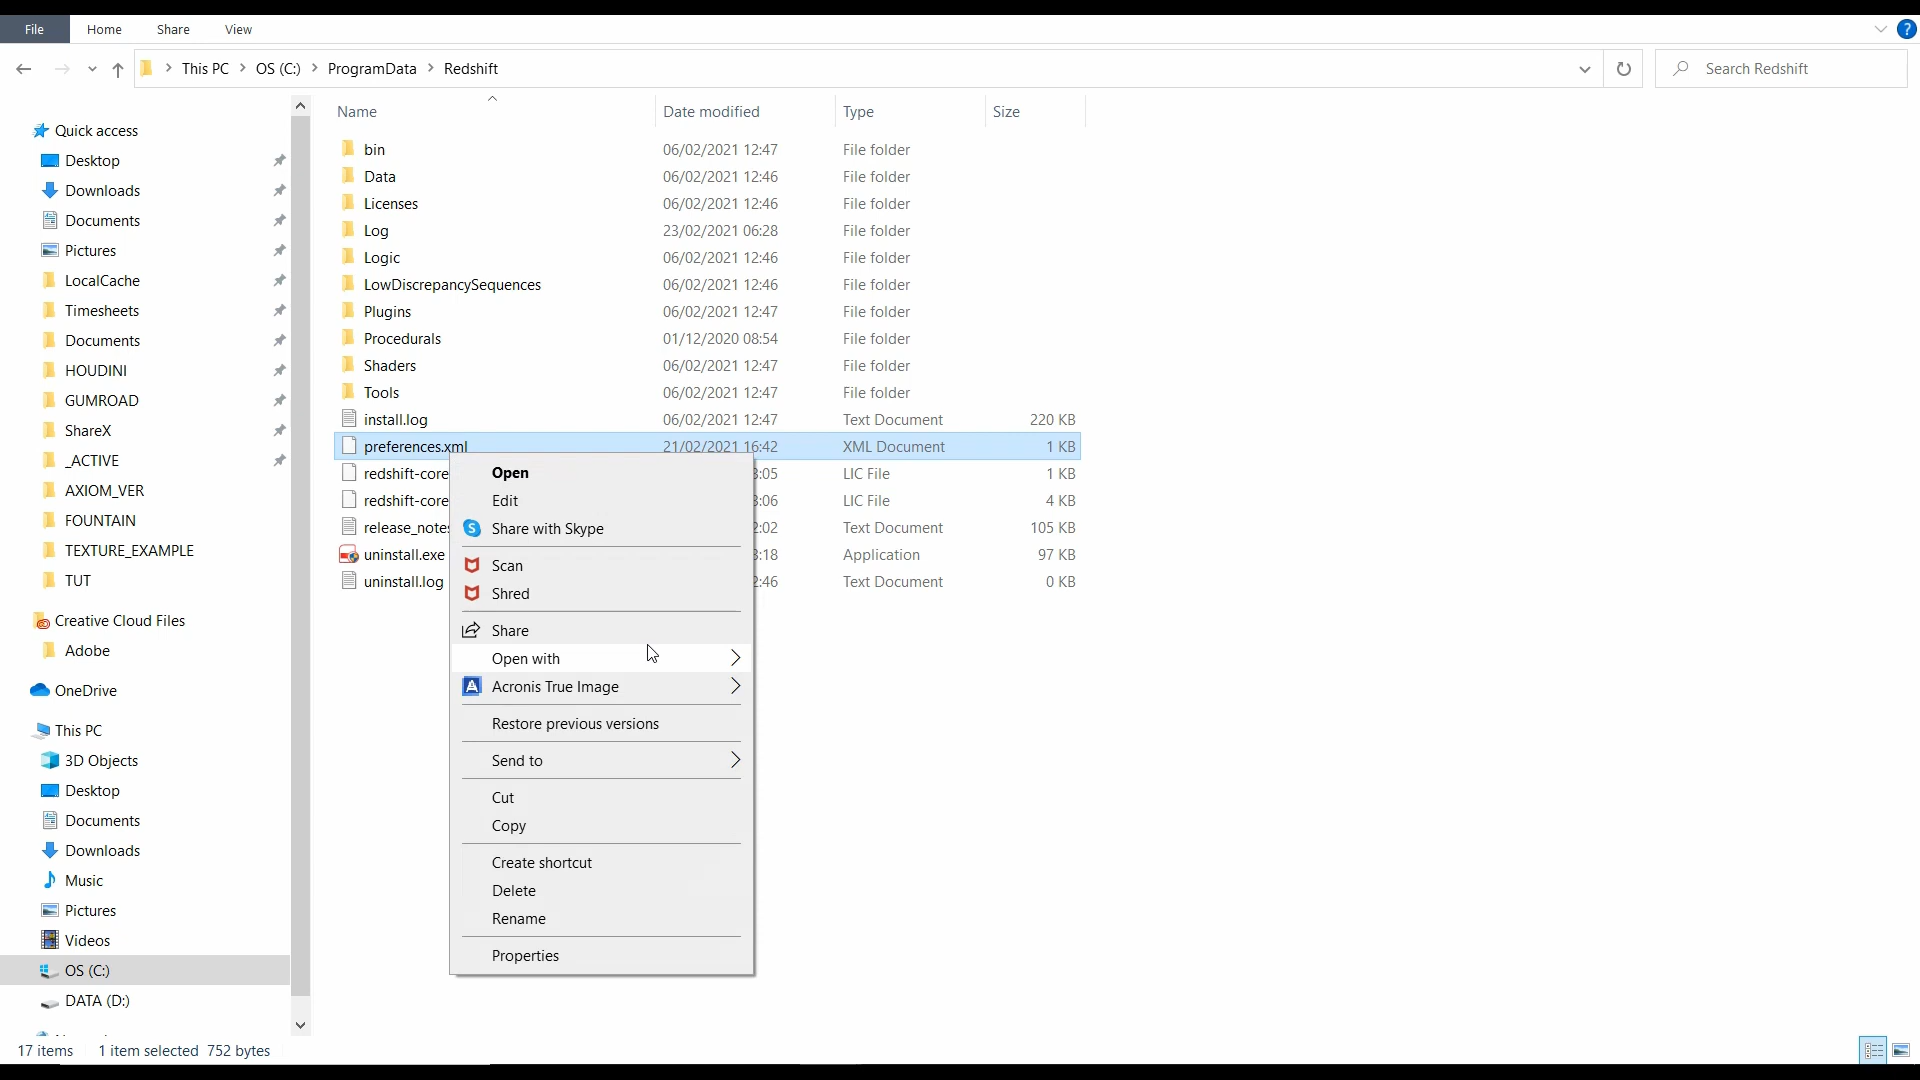 File Home Share View
This PC > OS (C:) > ProgramData > Redshift
Search Redshift
Name Date modified Type Size
Quick access
Desktop
Downloads
Documents
Pictures
LocalCache
Timesheets
Documents
HOUDINI
GUMROAD
ShareX
_ACTIVE
AXIOM_VER
FOUNTAIN
TEXTURE_EXAMPLE
TUT
Creative Cloud Files
Adobe
OneDrive
This PC
3D Objects
Desktop
Documents
Downloads
Music
Pictures
Videos
OS (C:)
DATA (D:)
bin 06/02/2021 12:47 File folder
Data 06/02/2021 12:46 File folder
Licenses 06/02/2021 12:46 File folder
Log 23/02/2021 06:28 File folder
Logic 06/02/2021 12:46 File folder
LowDiscrepancySequences 06/02/2021 12:46 File folder
Plugins 06/02/2021 12:47 File folder
Procedurals 01/12/2020 08:54 File folder
Shaders 06/02/2021 12:47 File folder
Tools 06/02/2021 12:47 File folder
install.log 06/02/2021 12:47 Text Document 220 KB
preferences.xml 21/02/2021 16:42 XML Document 1 KB
redshift-core :05 LIC File 1 KB
redshift-core :06 LIC File 4 KB
release_notes :02 Text Document 105 KB
uninstall.exe :18 Application 97 KB
uninstall.log :46 Text Document 0 KB
Open
Edit
Share with Skype
Scan
Shred
Share
Open with
Acronis True Image
Restore previous versions
Send to
Cut
Copy
Create shortcut
Delete
Rename
Properties
17 items 1 item selected 752 bytes